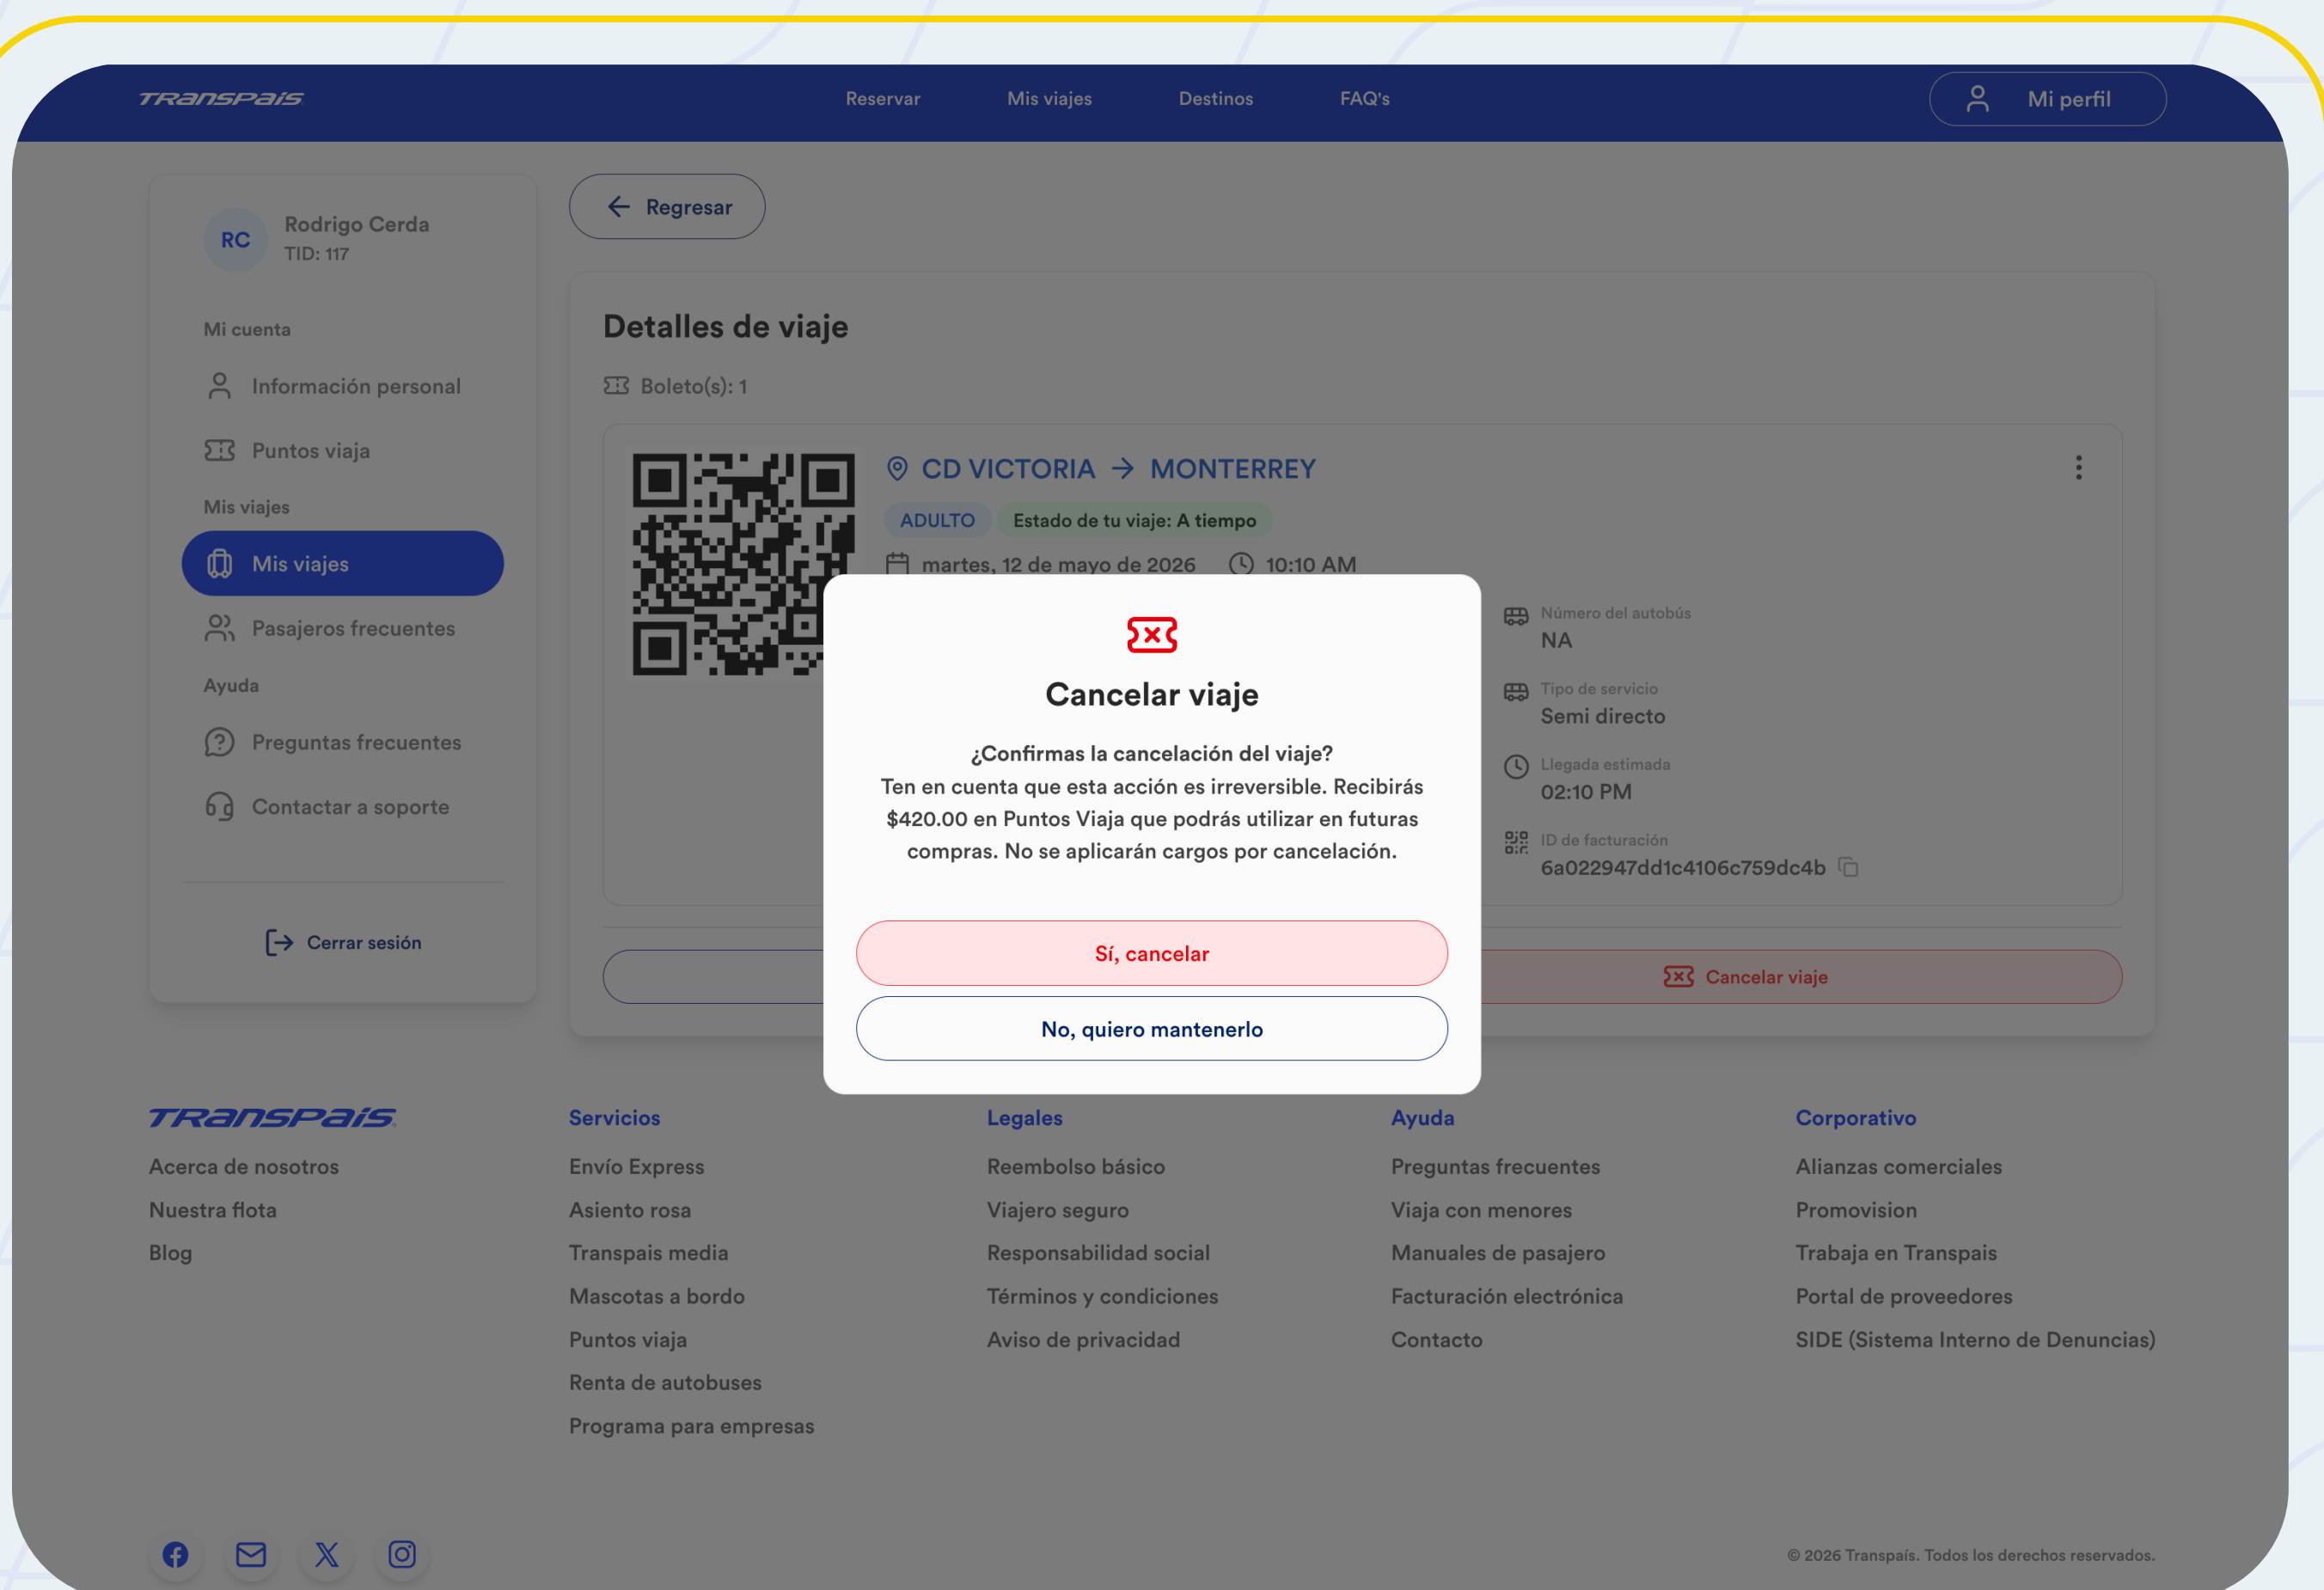 Transpaís
Reservar
Mis viajes
Destinos
FAQ's
Mi perfil
RC
Rodrigo Cerda
TID: 117
Mi cuenta
Información personal
Puntos viaja
Mis viajes
Mis viajes
Pasajeros frecuentes
Ayuda
Preguntas frecuentes
Contactar a soporte
Cerrar sesión
Regresar
Detalles de viaje
Boleto(s): 1
CD VICTORIA → MONTERREY
ADULTO
Estado de tu viaje: A tiempo
martes, 12 de mayo de 2026
10:10 AM
Número del autobús
NA
Tipo de servicio
Semi directo
Llegada estimada
02:10 PM
ID de facturación
6a022947dd1c4106c759dc4b
Cancelar viaje
Cancelar viaje
¿Confirmas la cancelación del viaje?
Ten en cuenta que esta acción es irreversible. Recibirás
$420.00 en Puntos Viaja que podrás utilizar en futuras
compras. No se aplicarán cargos por cancelación.
Sí, cancelar
No, quiero mantenerlo
Transpaís
Acerca de nosotros
Nuestra flota
Blog
Servicios
Envío Express
Asiento rosa
Transpais media
Mascotas a bordo
Puntos viaja
Renta de autobuses
Programa para empresas
Legales
Reembolso básico
Viajero seguro
Responsabilidad social
Términos y condiciones
Aviso de privacidad
Ayuda
Preguntas frecuentes
Viaja con menores
Manuales de pasajero
Facturación electrónica
Contacto
Corporativo
Alianzas comerciales
Promovision
Trabaja en Transpais
Portal de proveedores
SIDE (Sistema Interno de Denuncias)
© 2026 Transpaís. Todos los derechos reservados.